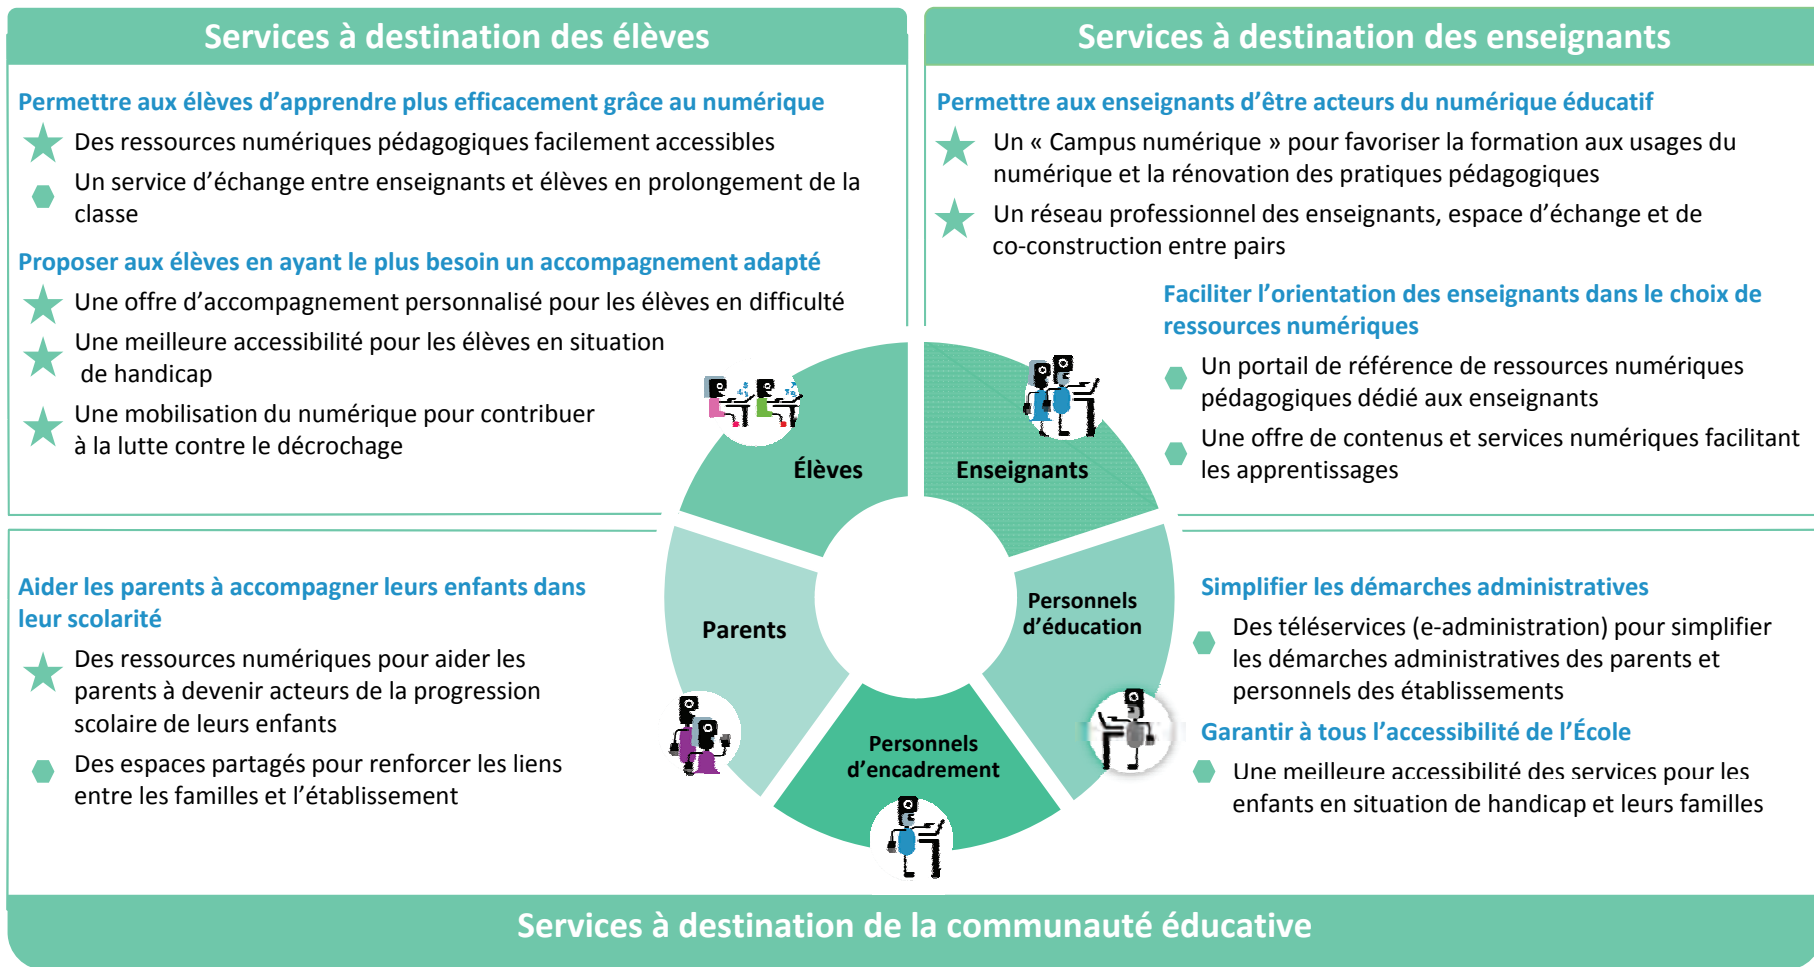 Services à destination des élèves
Permettre aux élèves d’apprendre plus efficacement grâce au numérique
Des ressources numériques pédagogiques facilement accessibles
Un service d’échange entre enseignants et élèves en prolongement de la
classe
Proposer aux élèves en ayant le plus besoin un accompagnement adapté
Une offre d’accompagnement personnalisé pour les élèves en difficulté
Une meilleure accessibilité pour les élèves en situation
de handicap
Une mobilisation du numérique pour contribuer
à la lutte contre le décrochage
Services à destination des enseignants
Permettre aux enseignants d’être acteurs du numérique éducatif
Un « Campus numérique » pour favoriser la formation aux usages du
numérique et la rénovation des pratiques pédagogiques
Un réseau professionnel des enseignants, espace d’échange et de
co-construction entre pairs
Faciliter l’orientation des enseignants dans le choix de
ressources numériques
Un portail de référence de ressources numériques
pédagogiques dédié aux enseignants
Une offre de contenus et services numériques facilitant
les apprentissages
Élèves
Enseignants
Parents
Personnels
d’éducation
Personnels
d’encadrement
Aider les parents à accompagner leurs enfants dans
leur scolarité
Des ressources numériques pour aider les
parents à devenir acteurs de la progression
scolaire de leurs enfants
Des espaces partagés pour renforcer les liens
entre les familles et l’établissement
Simplifier les démarches administratives
Des téléservices (e-administration) pour simplifier
les démarches administratives des parents et
personnels des établissements
Garantir à tous l’accessibilité de l’École
Une meilleure accessibilité des services pour les
enfants en situation de handicap et leurs familles
Services à destination de la communauté éducative